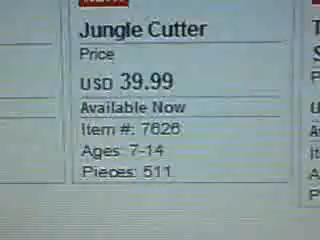 Jungle Cutter
Price
USD 39.99
Available Now
Item #: 7626
Ages: 7-14
Pieces: 511